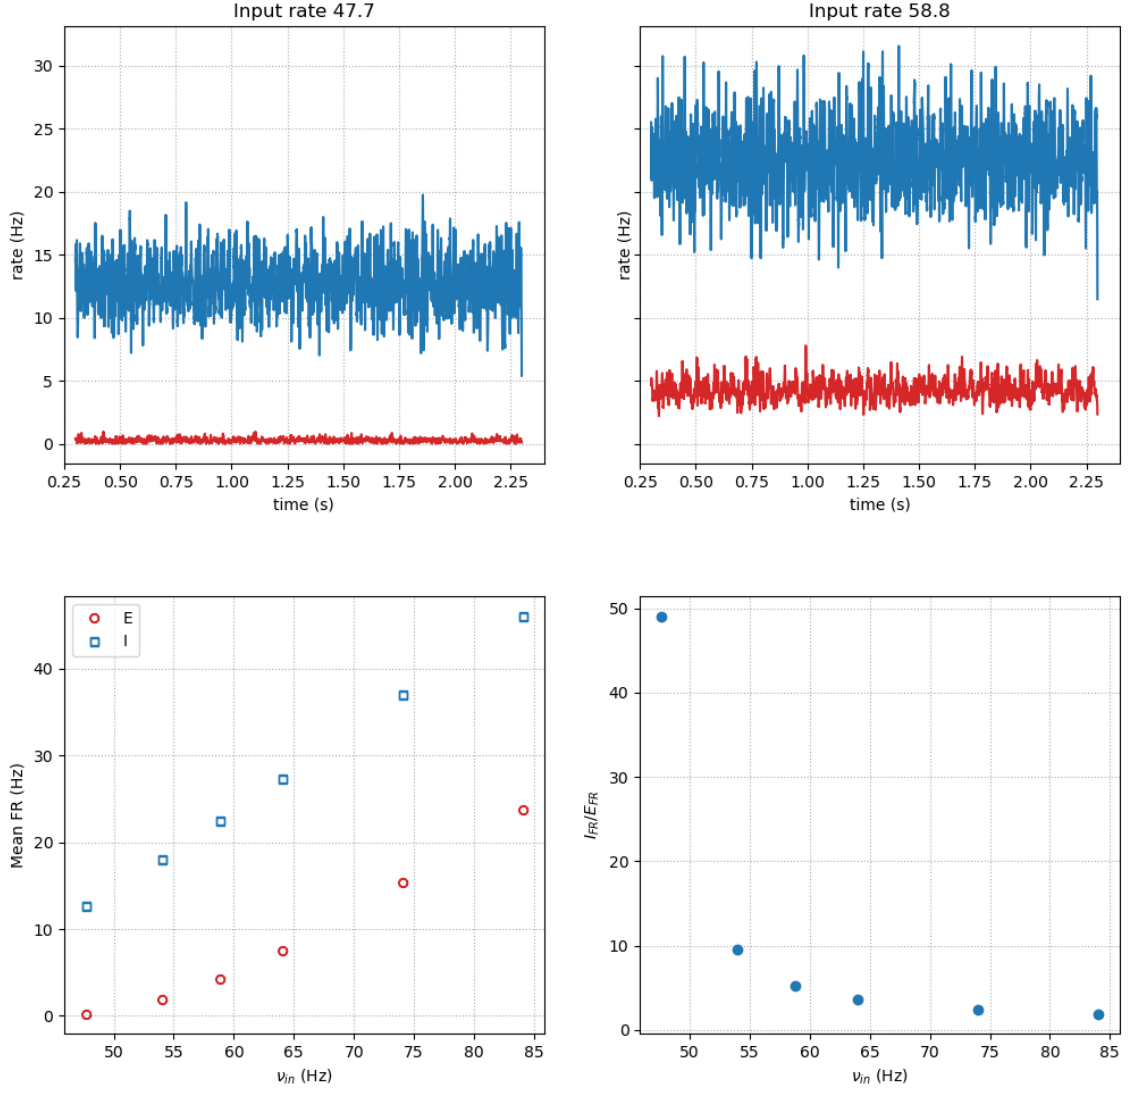 Input rate 47.7
rate (Hz)
30
25
20
15
10
5
0
0.25 0.50 0.75 1.00 1.25 1.50 1.75 2.00 2.25
time (s)
Input rate 58.8
rate (Hz)
0.25 0.50 0.75 1.00 1.25 1.50 1.75 2.00 2.25
time (s)
E
I
Mean FR (Hz)
40
30
20
10
0
50 55 60 65 70 75 80 85
ν_in (Hz)
I_FR/E_FR
50
40
30
20
10
0
50 55 60 65 70 75 80 85
ν_in (Hz)